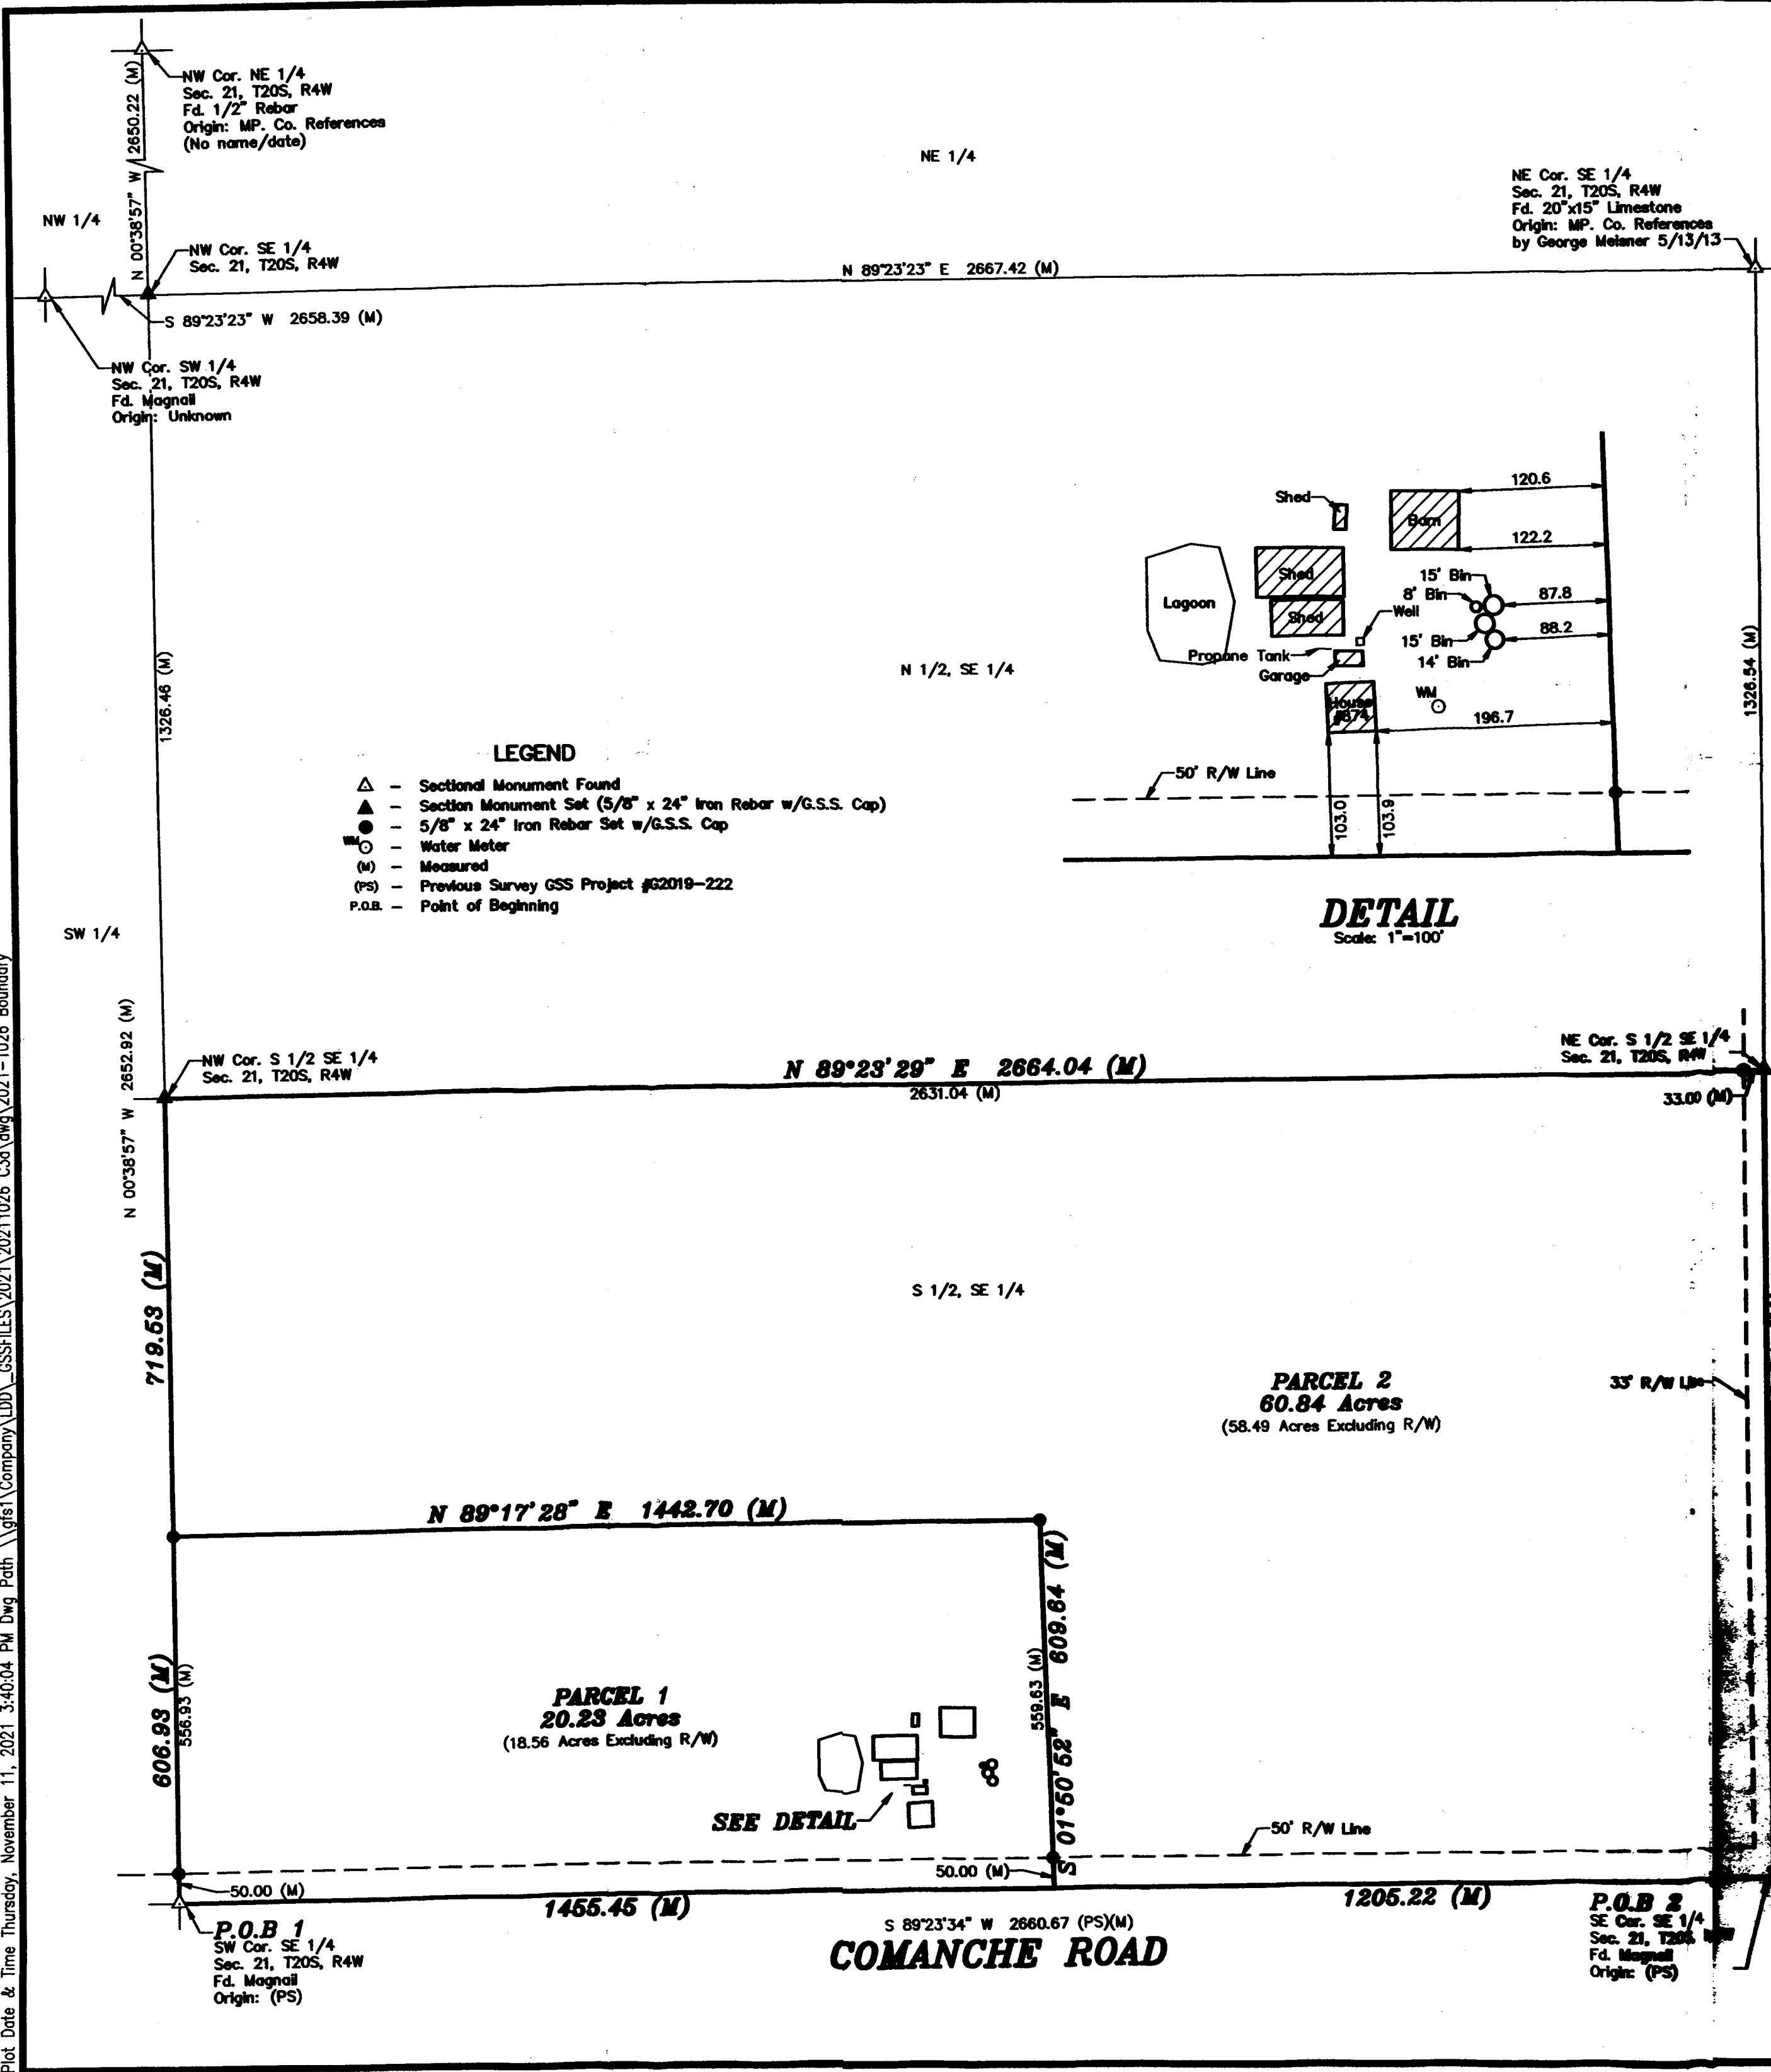 NW Cor. NE 1/4
Sec. 21, T20S, R4W
Fd. 1/2" Rebar
Origin: MP. Co. References
(No name/date)
N 00°38'57" W 2650.22 (M)
NE 1/4
NW 1/4
NE Cor. SE 1/4
Sec. 21, T20S, R4W
Fd. 20"x15" Limestone
Origin: MP. Co. References
by George Meisner 5/13/13
NW Cor. SE 1/4
Sec. 21, T20S, R4W
N 89°23'23" E 2667.42 (M)
S 89°23'23" W 2658.39 (M)
NW Cor. SW 1/4
Sec. 21, T20S, R4W
Fd. Magnail
Origin: Unknown
1326.46 (M)
N 1/2, SE 1/4
1326.54 (M)
Shed
Barn
120.6
122.2
Shed
Shed
Lagoon
15' Bin
8' Bin
Well
87.8
15' Bin
88.2
14' Bin
Propane Tank
Garage
WM
House
#874
196.7
50' R/W Line
103.0
103.9
DETAIL
Scale: 1"=100'
LEGEND
– Sectional Monument Found
– Section Monument Set (5/8" x 24" Iron Rebar w/G.S.S. Cap)
– 5/8" x 24" Iron Rebar Set w/G.S.S. Cap
WM – Water Meter
(M) – Measured
(PS) – Previous Survey GSS Project #G2019-222
P.O.B. – Point of Beginning
SW 1/4
N 00°38'57" W 2652.92 (M)
NW Cor. S 1/2 SE 1/4
Sec. 21, T20S, R4W
N 89°23'29" E 2664.04 (M)
2631.04 (M)
NE Cor. S 1/2 SE 1/4
Sec. 21, T20S, R4W
33.00 (M)
719.53 (M)
S 1/2, SE 1/4
PARCEL 2
60.84 Acres
(58.49 Acres Excluding R/W)
33' R/W Line
N 89°17'28" E 1442.70 (M)
606.93 (M)
556.93 (M)
PARCEL 1
20.23 Acres
(18.56 Acres Excluding R/W)
SEE DETAIL
559.63 (M)
S 01°50'52" E 609.64 (M)
50' R/W Line
50.00 (M)
50.00 (M)
1455.45 (M)
1205.22 (M)
S 89°23'34" W 2660.67 (PS)(M)
COMANCHE ROAD
P.O.B 1
SW Cor. SE 1/4
Sec. 21, T20S, R4W
Fd. Magnail
Origin: (PS)
P.O.B 2
SE Cor. SE 1/4
Sec. 21, T20S,
Fd. Magnail
Origin: (PS)
Plot Date & Time Thursday, November 11, 2021 3:40:04 PM Dwg Path \\gfs1\Company\LDD\_GSSFILES\2021\20211026 C3d\dwg\2021-1026 Boundary